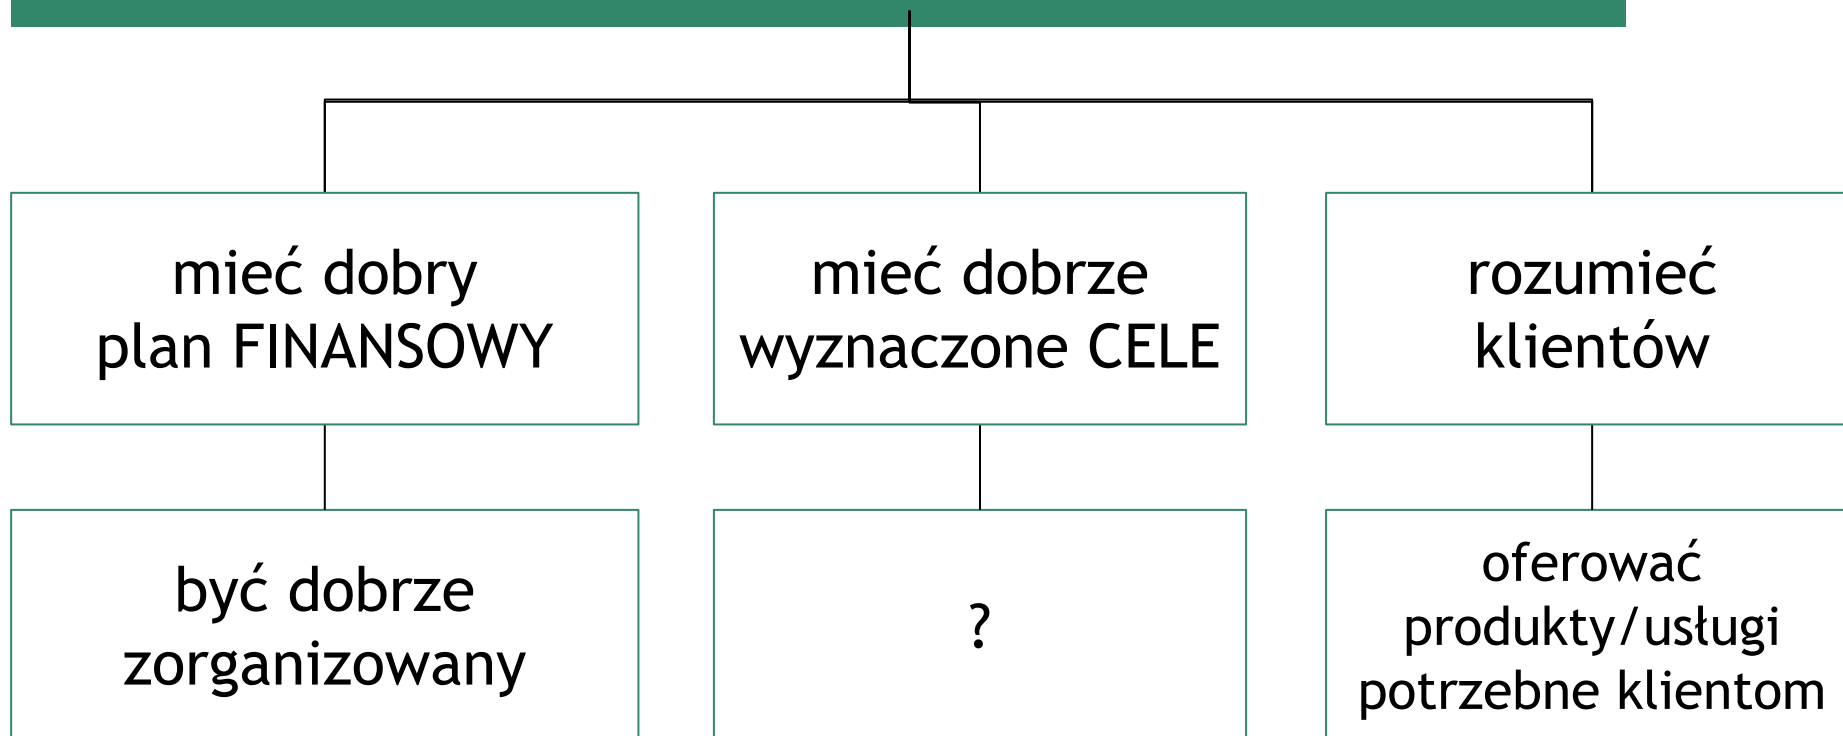 mieć dobry
plan FINANSOWY
mieć dobrze
wyznaczone CELE
rozumieć
klientów
być dobrze
zorganizowany
?
oferować
produkty/usługi
potrzebne klientom